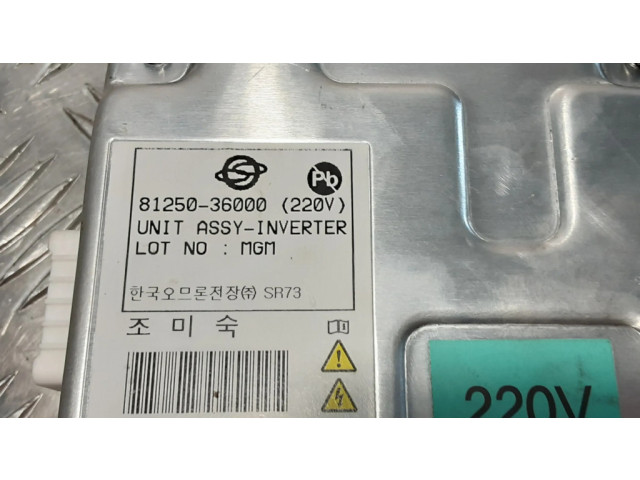 Pb
81250-36000 (220V)
UNIT ASSY-INVERTER
LOT NO : MGM
한국오므론전장㈜ SR73
조미숙
220V